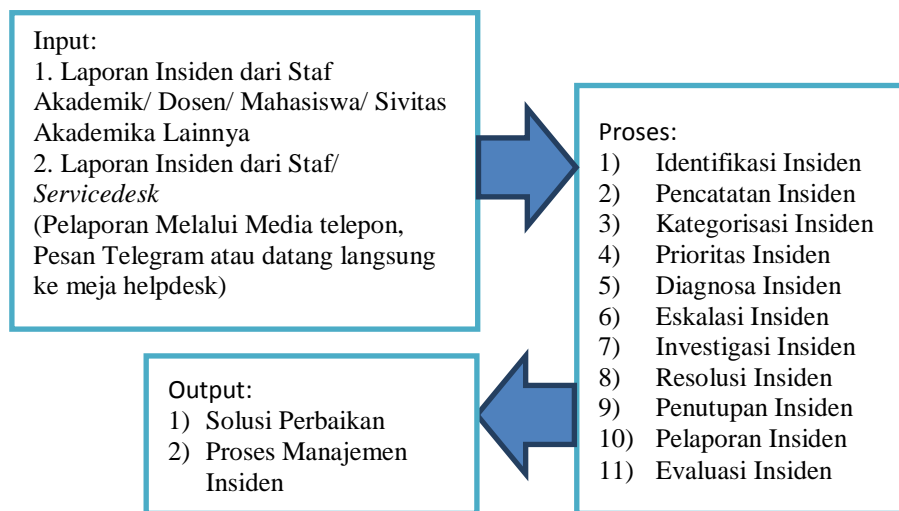 Input:
1. Laporan Insiden dari Staf
Akademik/ Dosen/ Mahasiswa/ Sivitas
Akademika Lainnya
2. Laporan Insiden dari Staf/
Servicedesk
(Pelaporan Melalui Media telepon,
Pesan Telegram atau datang langsung
ke meja helpdesk)
Proses:
1) Identifikasi Insiden
2) Pencatatan Insiden
3) Kategorisasi Insiden
4) Prioritas Insiden
5) Diagnosa Insiden
6) Eskalasi Insiden
7) Investigasi Insiden
8) Resolusi Insiden
9) Penutupan Insiden
10) Pelaporan Insiden
11) Evaluasi Insiden
Output:
1) Solusi Perbaikan
2) Proses Manajemen
Insiden